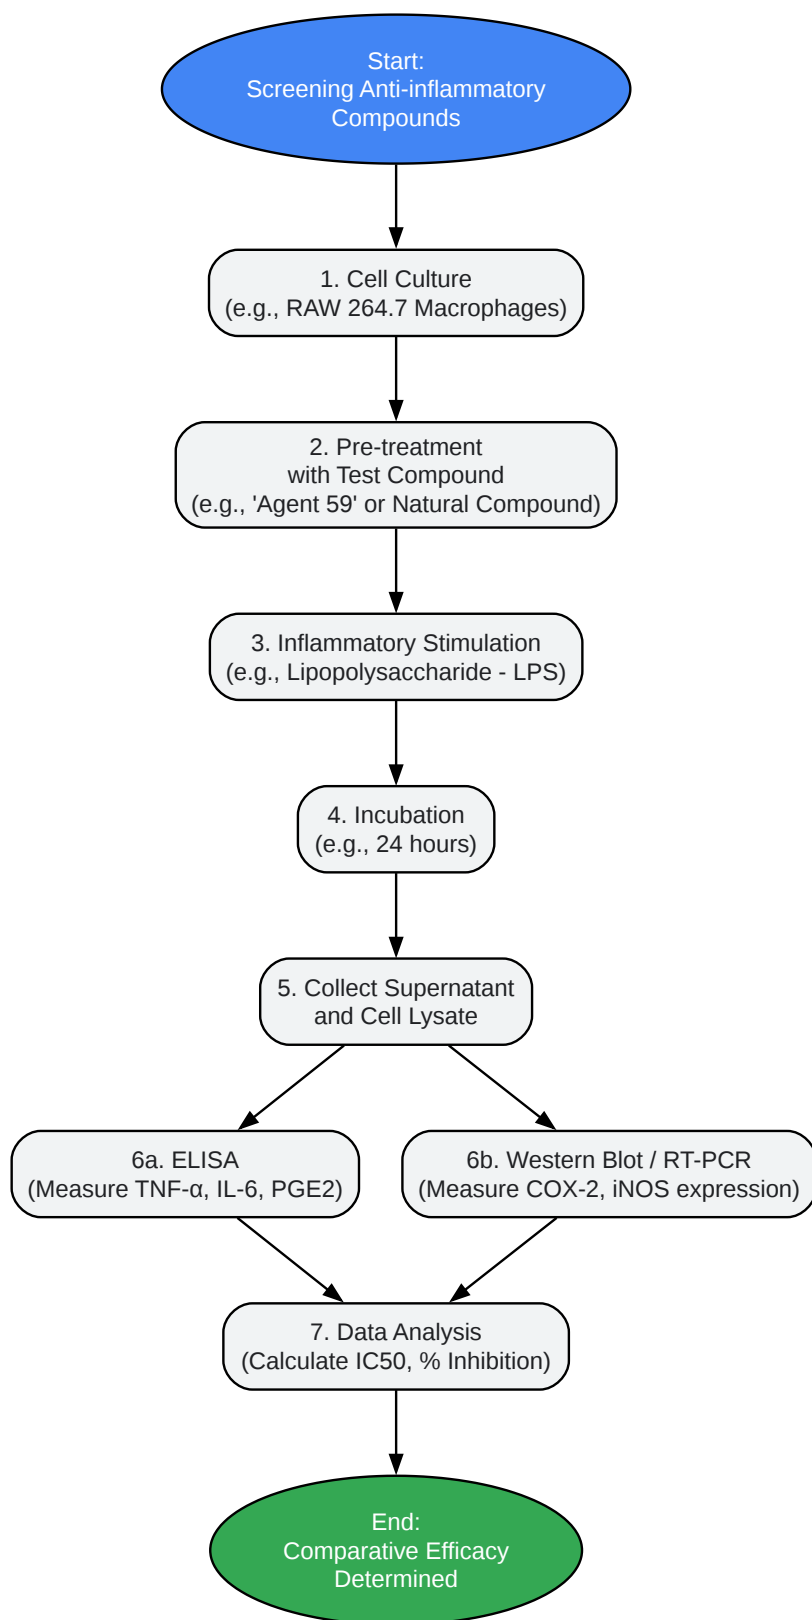 Start:
Screening Anti-inflammatory
Compounds
1. Cell Culture
(e.g., RAW 264.7 Macrophages)
2. Pre-treatment
with Test Compound
(e.g., 'Agent 59' or Natural Compound)
3. Inflammatory Stimulation
(e.g., Lipopolysaccharide - LPS)
4. Incubation
(e.g., 24 hours)
5. Collect Supernatant
and Cell Lysate
6a. ELISA
(Measure TNF-α, IL-6, PGE2)
6b. Western Blot / RT-PCR
(Measure COX-2, iNOS expression)
7. Data Analysis
(Calculate IC50, % Inhibition)
End:
Comparative Efficacy
Determined